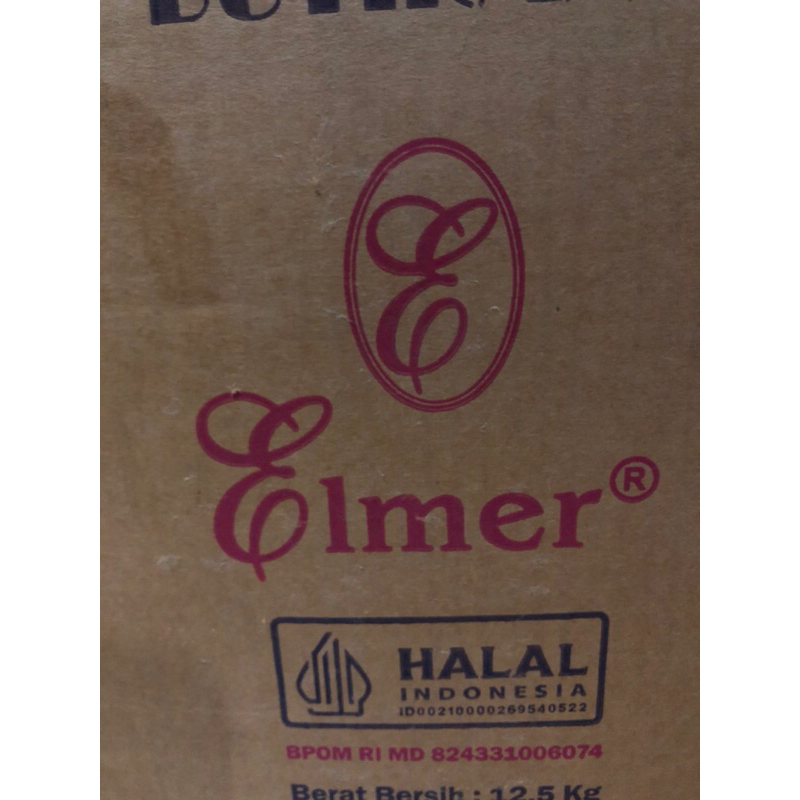 E
Elmer®
HALAL
INDONESIA
ID00210000269540522
BPOM RI MD 824331006074
Berat Bersih : 12.5 Kg